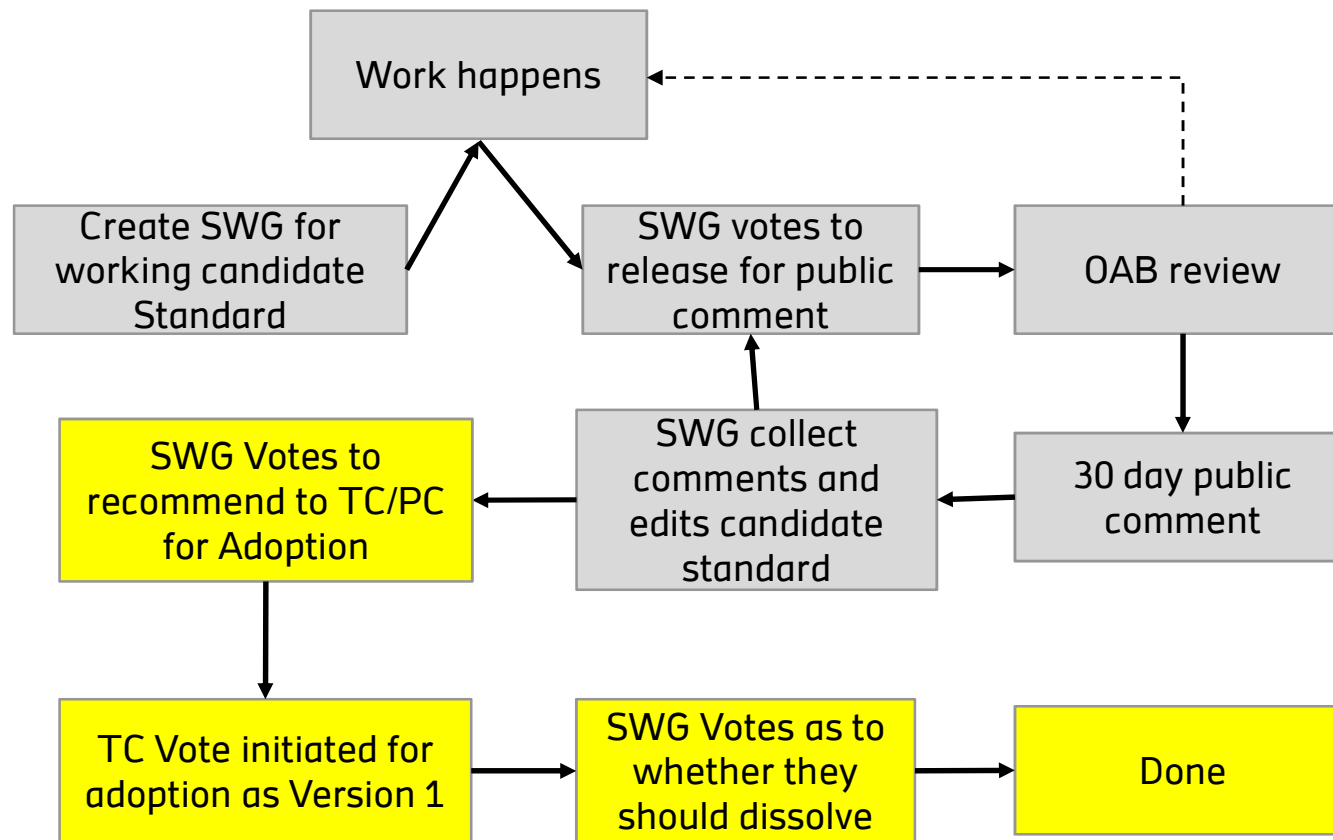 Work happens
Create SWG for
working candidate
Standard
SWG votes to
release for public
comment
OAB review
SWG Votes to
recommend to TC/PC
for Adoption
SWG collect
comments and
edits candidate
standard
30 day public
comment
TC Vote initiated for
adoption as Version 1
SWG Votes as to
whether they
should dissolve
Done